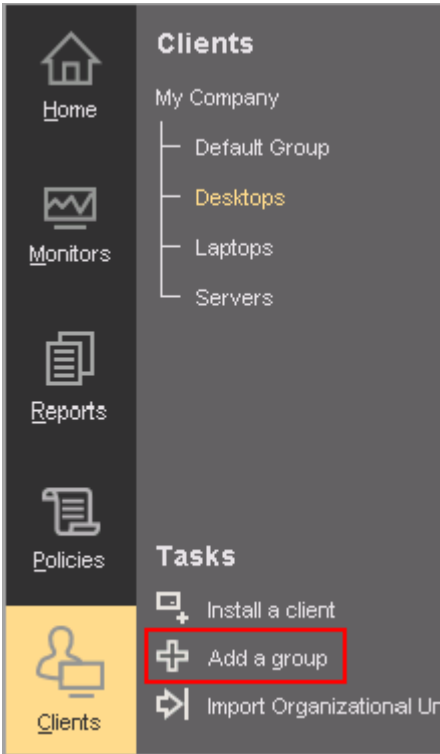 Home
Monitors
Reports
Policies
Clients
Clients
My Company
Default Group
Desktops
Laptops
Servers
Tasks
Install a client
Add a group
Import Organizational